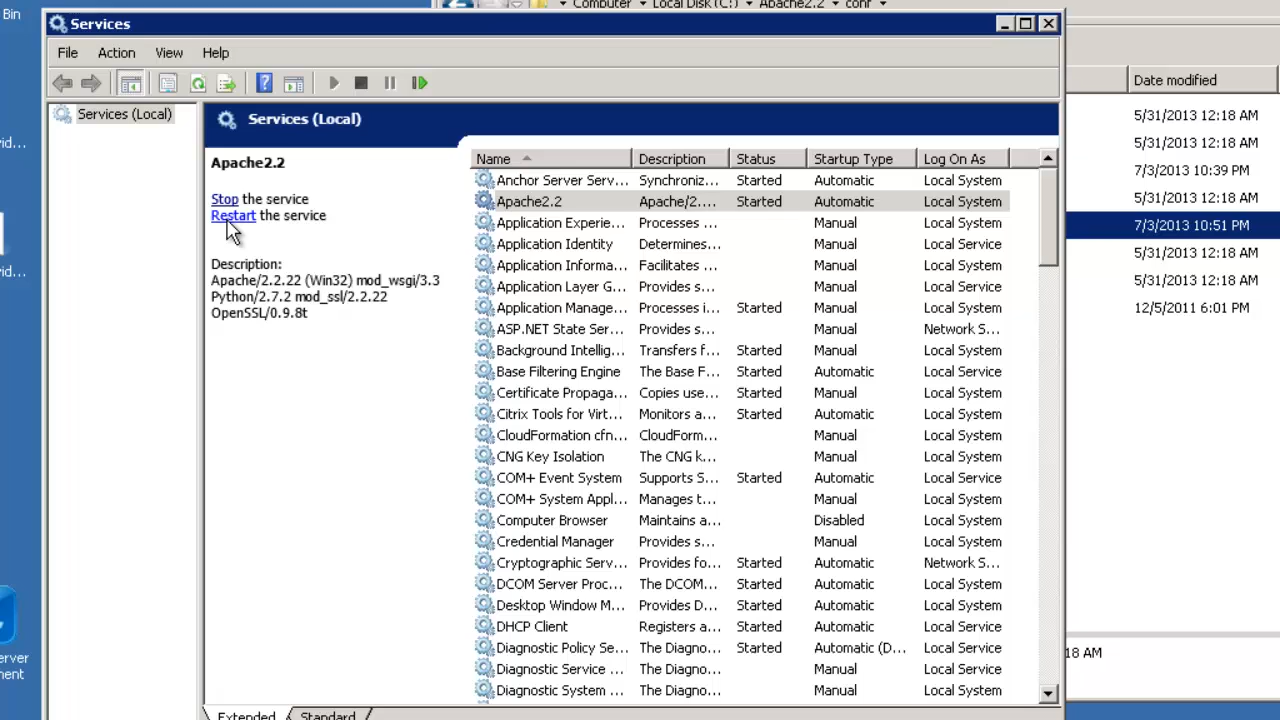 Bin
Computer Local Disk (C:) Apache2.2 conf
Services
File Action View Help
Services (Local)
Services (Local)
Date modified
Apache2.2
Stop the service
Restart the service
Description:
Apache/2.2.22 (Win32) mod_wsgi/3.3
Python/2.7.2 mod_ssl/2.2.22
OpenSSL/0.9.8t
Name Description Status Startup Type Log On As
Anchor Server Serv... Synchroniz... Started Automatic Local System
Apache2.2 Apache/2.... Started Automatic Local System
Application Experie... Processes ... Manual Local System
Application Identity Determines... Manual Local Service
Application Informa... Facilitates ... Manual Local System
Application Layer G... Provides s... Manual Local Service
Application Manage... Processes i... Started Manual Local System
ASP.NET State Ser... Provides s... Manual Network S...
Background Intellig... Transfers f... Started Manual Local System
Base Filtering Engine The Base F... Started Automatic Local Service
Certificate Propaga... Copies use... Started Manual Local System
Citrix Tools for Virt... Monitors a... Started Automatic Local System
CloudFormation cfn... CloudForm... Manual Local System
CNG Key Isolation The CNG k... Manual Local System
COM+ Event System Supports S... Started Automatic Local Service
COM+ System Appl... Manages t... Manual Local System
Computer Browser Maintains a... Disabled Local System
Credential Manager Provides s... Manual Local System
Cryptographic Serv... Provides fo... Started Automatic Network S...
DCOM Server Proc... The DCOM... Started Automatic Local System
Desktop Window M... Provides D... Started Automatic Local System
DHCP Client Registers a... Started Automatic Local Service
Diagnostic Policy Se... The Diagno... Started Automatic (D... Local Service
Diagnostic Service ... The Diagno... Manual Local Service
Diagnostic System ... The Diagno... Manual Local System
Extended Standard
5/31/2013 12:18 AM
5/31/2013 12:18 AM
7/3/2013 10:39 PM
5/31/2013 12:18 AM
7/3/2013 10:51 PM
5/31/2013 12:18 AM
5/31/2013 12:18 AM
12/5/2011 6:01 PM
18 AM
vid...
vid...
erver
ment